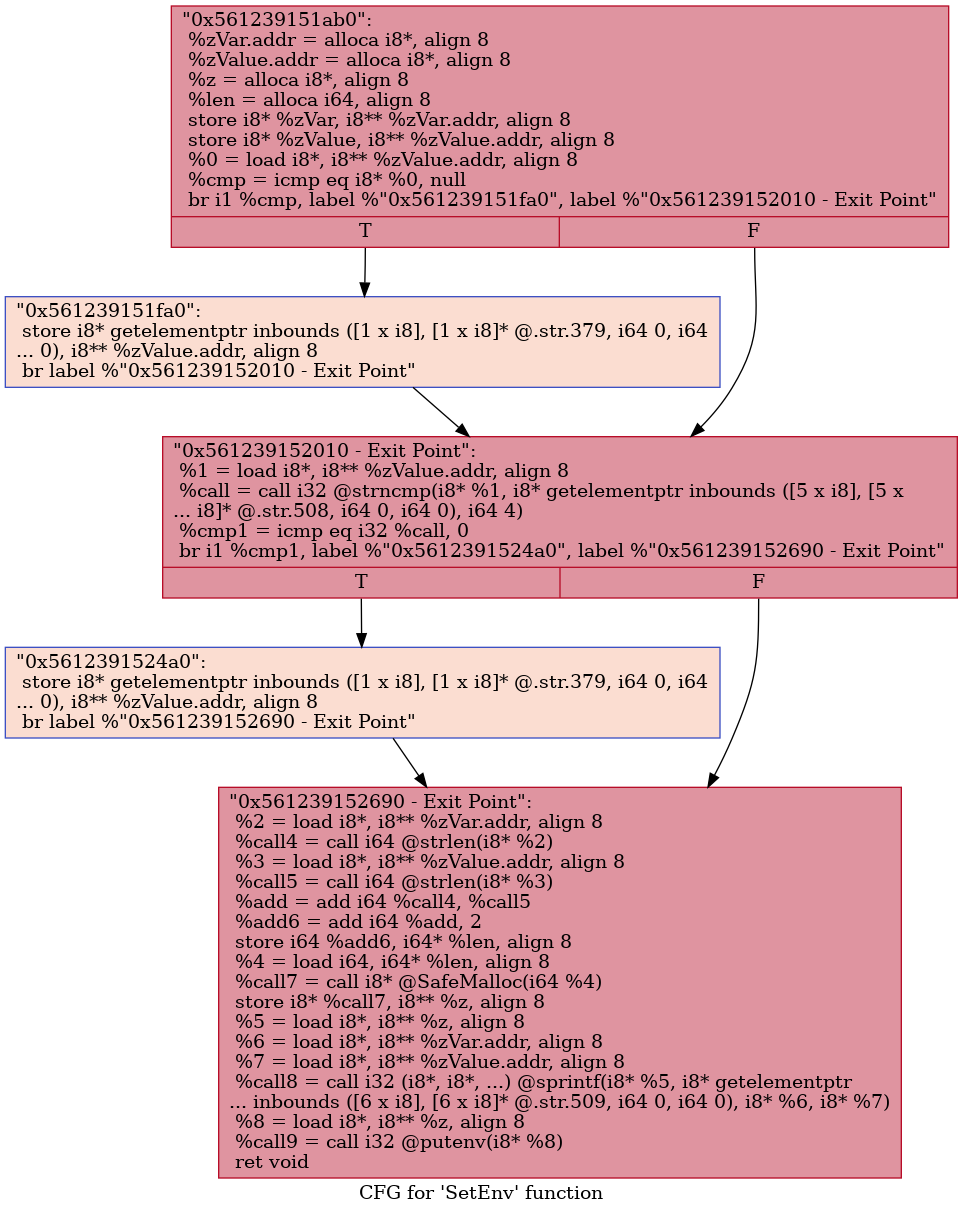 "0x561239151ab0":
%zVar.addr = alloca i8*, align 8
%zValue.addr = alloca i8*, align 8
%z = alloca i8*, align 8
%len = alloca i64, align 8
store i8* %zVar, i8** %zVar.addr, align 8
store i8* %zValue, i8** %zValue.addr, align 8
%0 = load i8*, i8** %zValue.addr, align 8
%cmp = icmp eq i8* %0, null
br i1 %cmp, label %"0x561239151fa0", label %"0x561239152010 - Exit Point"
T
F
"0x561239151fa0":
store i8* getelementptr inbounds ([1 x i8], [1 x i8]* @.str.379, i64 0, i64
... 0), i8** %zValue.addr, align 8
br label %"0x561239152010 - Exit Point"
"0x561239152010 - Exit Point":
%1 = load i8*, i8** %zValue.addr, align 8
%call = call i32 @strncmp(i8* %1, i8* getelementptr inbounds ([5 x i8], [5 x
... i8]* @.str.508, i64 0, i64 0), i64 4)
%cmp1 = icmp eq i32 %call, 0
br i1 %cmp1, label %"0x5612391524a0", label %"0x561239152690 - Exit Point"
T
F
"0x5612391524a0":
store i8* getelementptr inbounds ([1 x i8], [1 x i8]* @.str.379, i64 0, i64
... 0), i8** %zValue.addr, align 8
br label %"0x561239152690 - Exit Point"
"0x561239152690 - Exit Point":
%2 = load i8*, i8** %zVar.addr, align 8
%call4 = call i64 @strlen(i8* %2)
%3 = load i8*, i8** %zValue.addr, align 8
%call5 = call i64 @strlen(i8* %3)
%add = add i64 %call4, %call5
%add6 = add i64 %add, 2
store i64 %add6, i64* %len, align 8
%4 = load i64, i64* %len, align 8
%call7 = call i8* @SafeMalloc(i64 %4)
store i8* %call7, i8** %z, align 8
%5 = load i8*, i8** %z, align 8
%6 = load i8*, i8** %zVar.addr, align 8
%7 = load i8*, i8** %zValue.addr, align 8
%call8 = call i32 (i8*, i8*, ...) @sprintf(i8* %5, i8* getelementptr
... inbounds ([6 x i8], [6 x i8]* @.str.509, i64 0, i64 0), i8* %6, i8* %7)
%8 = load i8*, i8** %z, align 8
%call9 = call i32 @putenv(i8* %8)
ret void
CFG for 'SetEnv' function